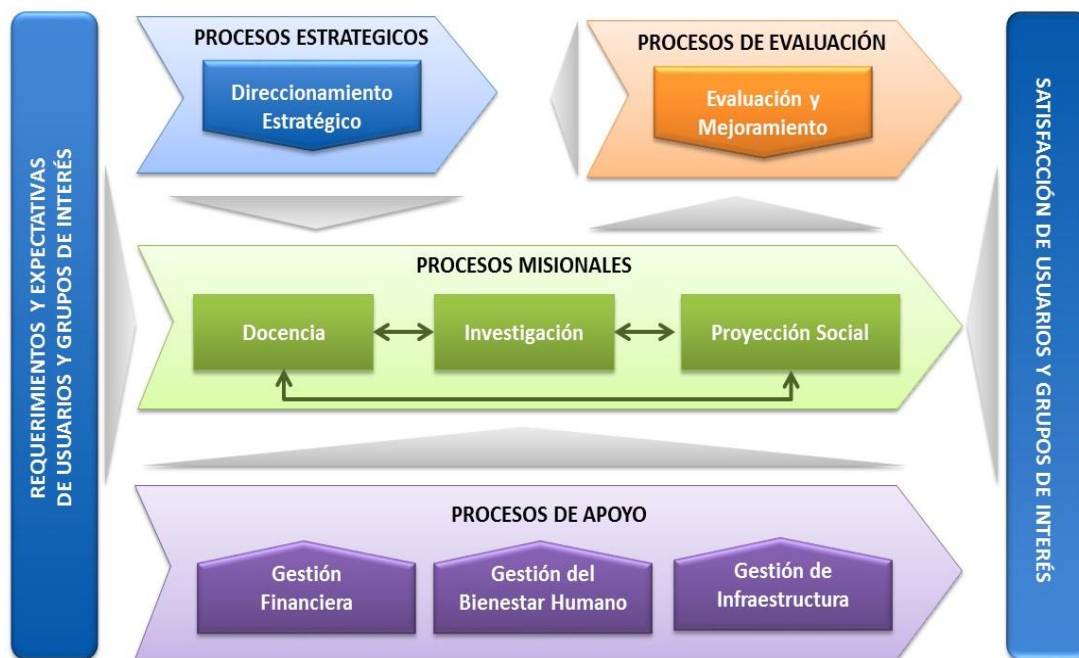 REQUERIMIENTOS Y EXPECTATIVAS
DE USUARIOS Y GRUPOS DE INTERÉS
PROCESOS ESTRATEGICOS
Direccionamiento
Estratégico
PROCESOS DE EVALUACIÓN
Evaluación y
Mejoramiento
PROCESOS MISIONALES
Docencia
Investigación
Proyección Social
PROCESOS DE APOYO
Gestión
Financiera
Gestión del
Bienestar Humano
Gestión de
Infraestructura
SATISFACCIÓN DE USUARIOS Y GRUPOS DE INTERÉS